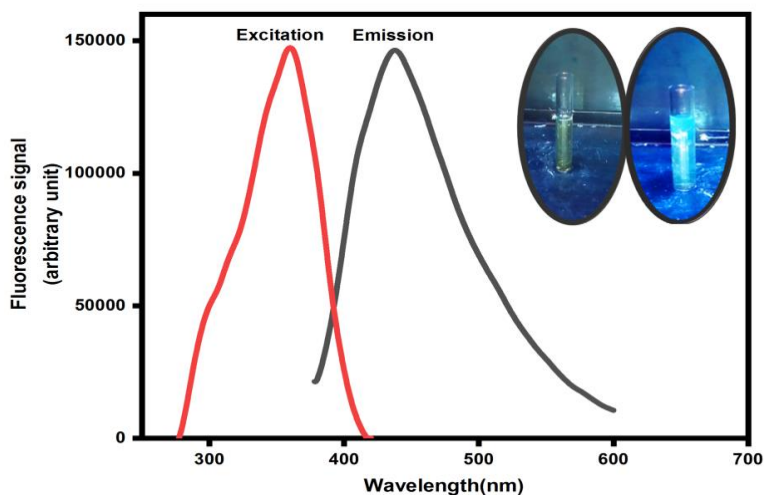 Excitation
Emission
150000
100000
50000
0
Fluorescence signal
(arbitrary unit)
300
400
500
600
700
Wavelength(nm)